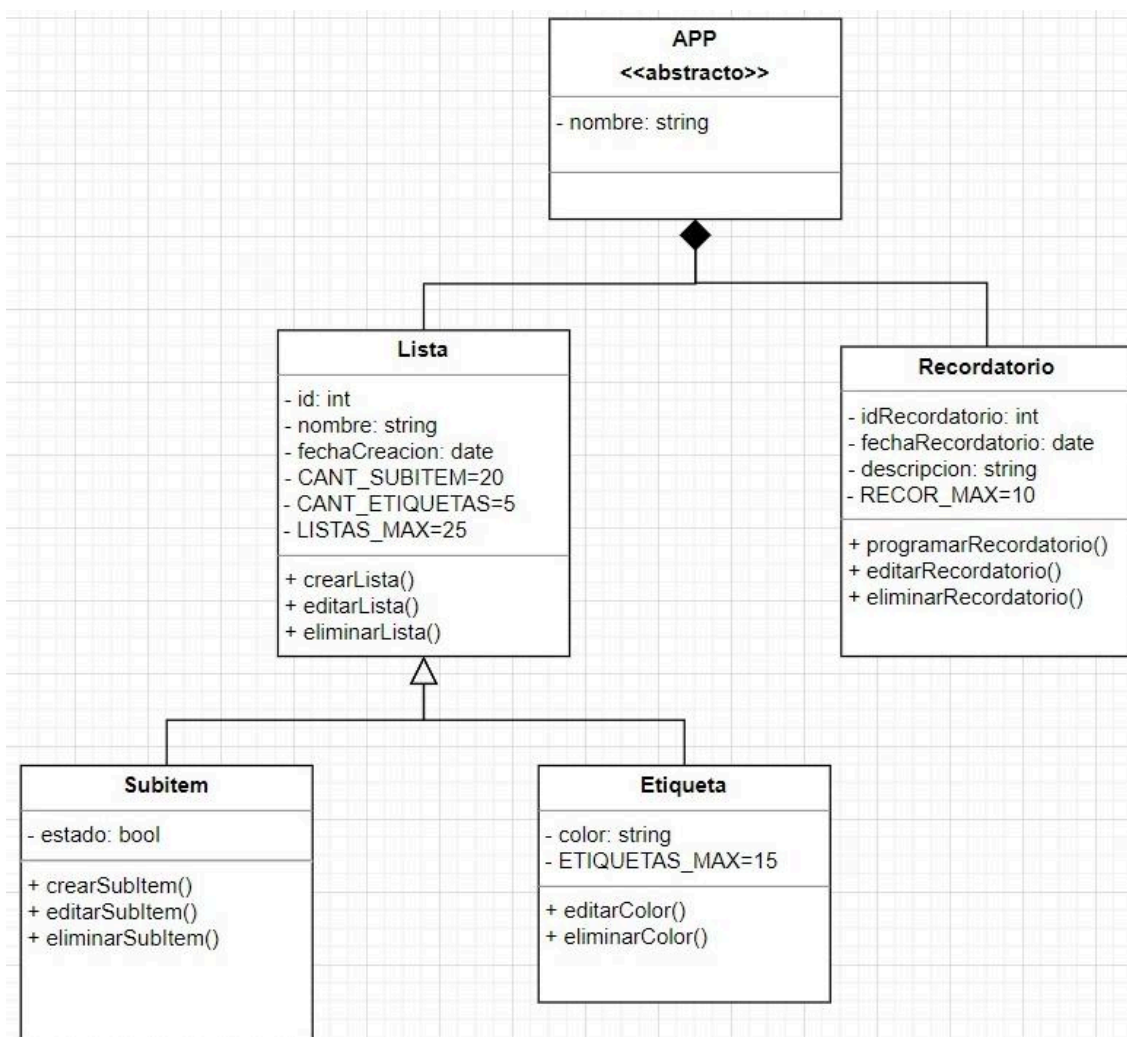 APP
<<abstracto>>
- nombre: string
Lista
- id: int
- nombre: string
- fechaCreacion: date
- CANT_SUBITEM=20
- CANT_ETIQUETAS=5
- LISTAS_MAX=25
+ crearLista()
+ editarLista()
+ eliminarLista()
Recordatorio
- idRecordatorio: int
- fechaRecordatorio: date
- descripcion: string
- RECOR_MAX=10
+ programarRecordatorio()
+ editarRecordatorio()
+ eliminarRecordatorio()
Subitem
- estado: bool
+ crearSubItem()
+ editarSubItem()
+ eliminarSubItem()
Etiqueta
- color: string
- ETIQUETAS_MAX=15
+ editarColor()
+ eliminarColor()